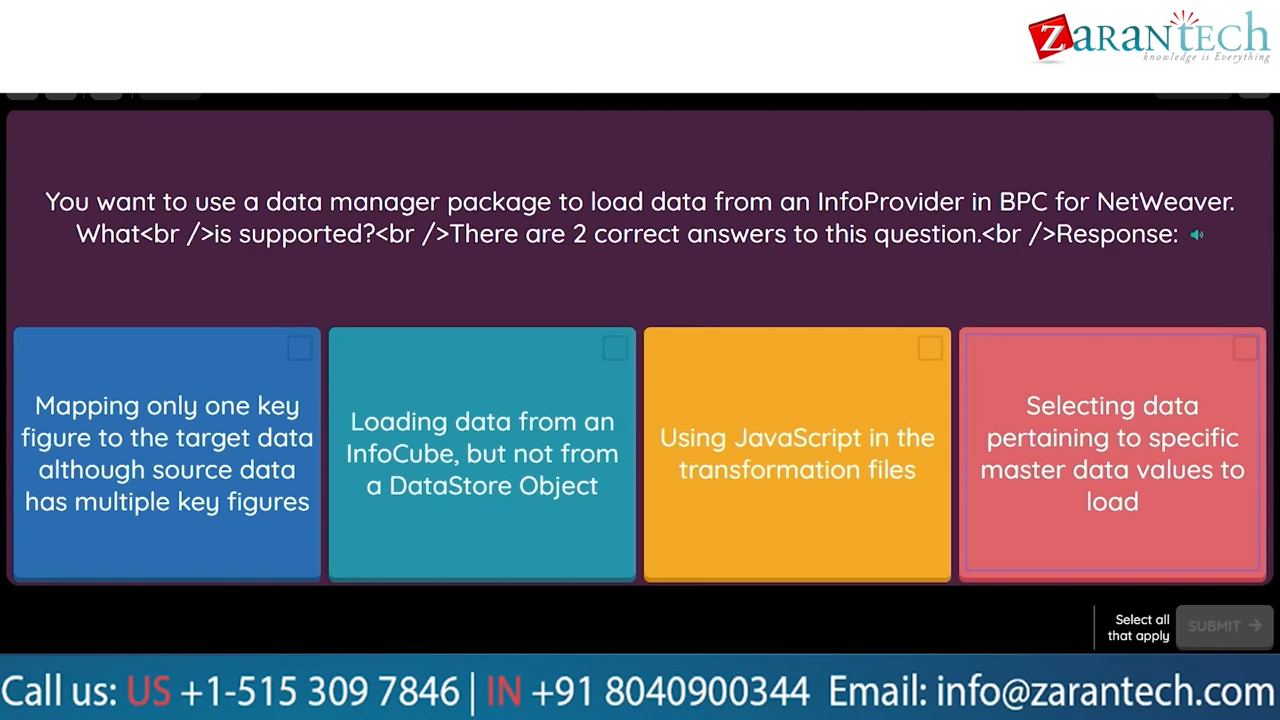 ZARANTECH
knowledge is Everything
You want to use a data manager package to load data from an InfoProvider in BPC for NetWeaver.
What<br />is supported?<br />There are 2 correct answers to this question.<br />Response:
Mapping only one key
figure to the target data
although source data
has multiple key figures
Loading data from an
InfoCube, but not from
a DataStore Object
Using JavaScript in the
transformation files
Selecting data
pertaining to specific
master data values to
load
Select all
that apply
SUBMIT
Call us: US +1-515 309 7846 | IN +91 8040900344 Email: info@zarantech.com